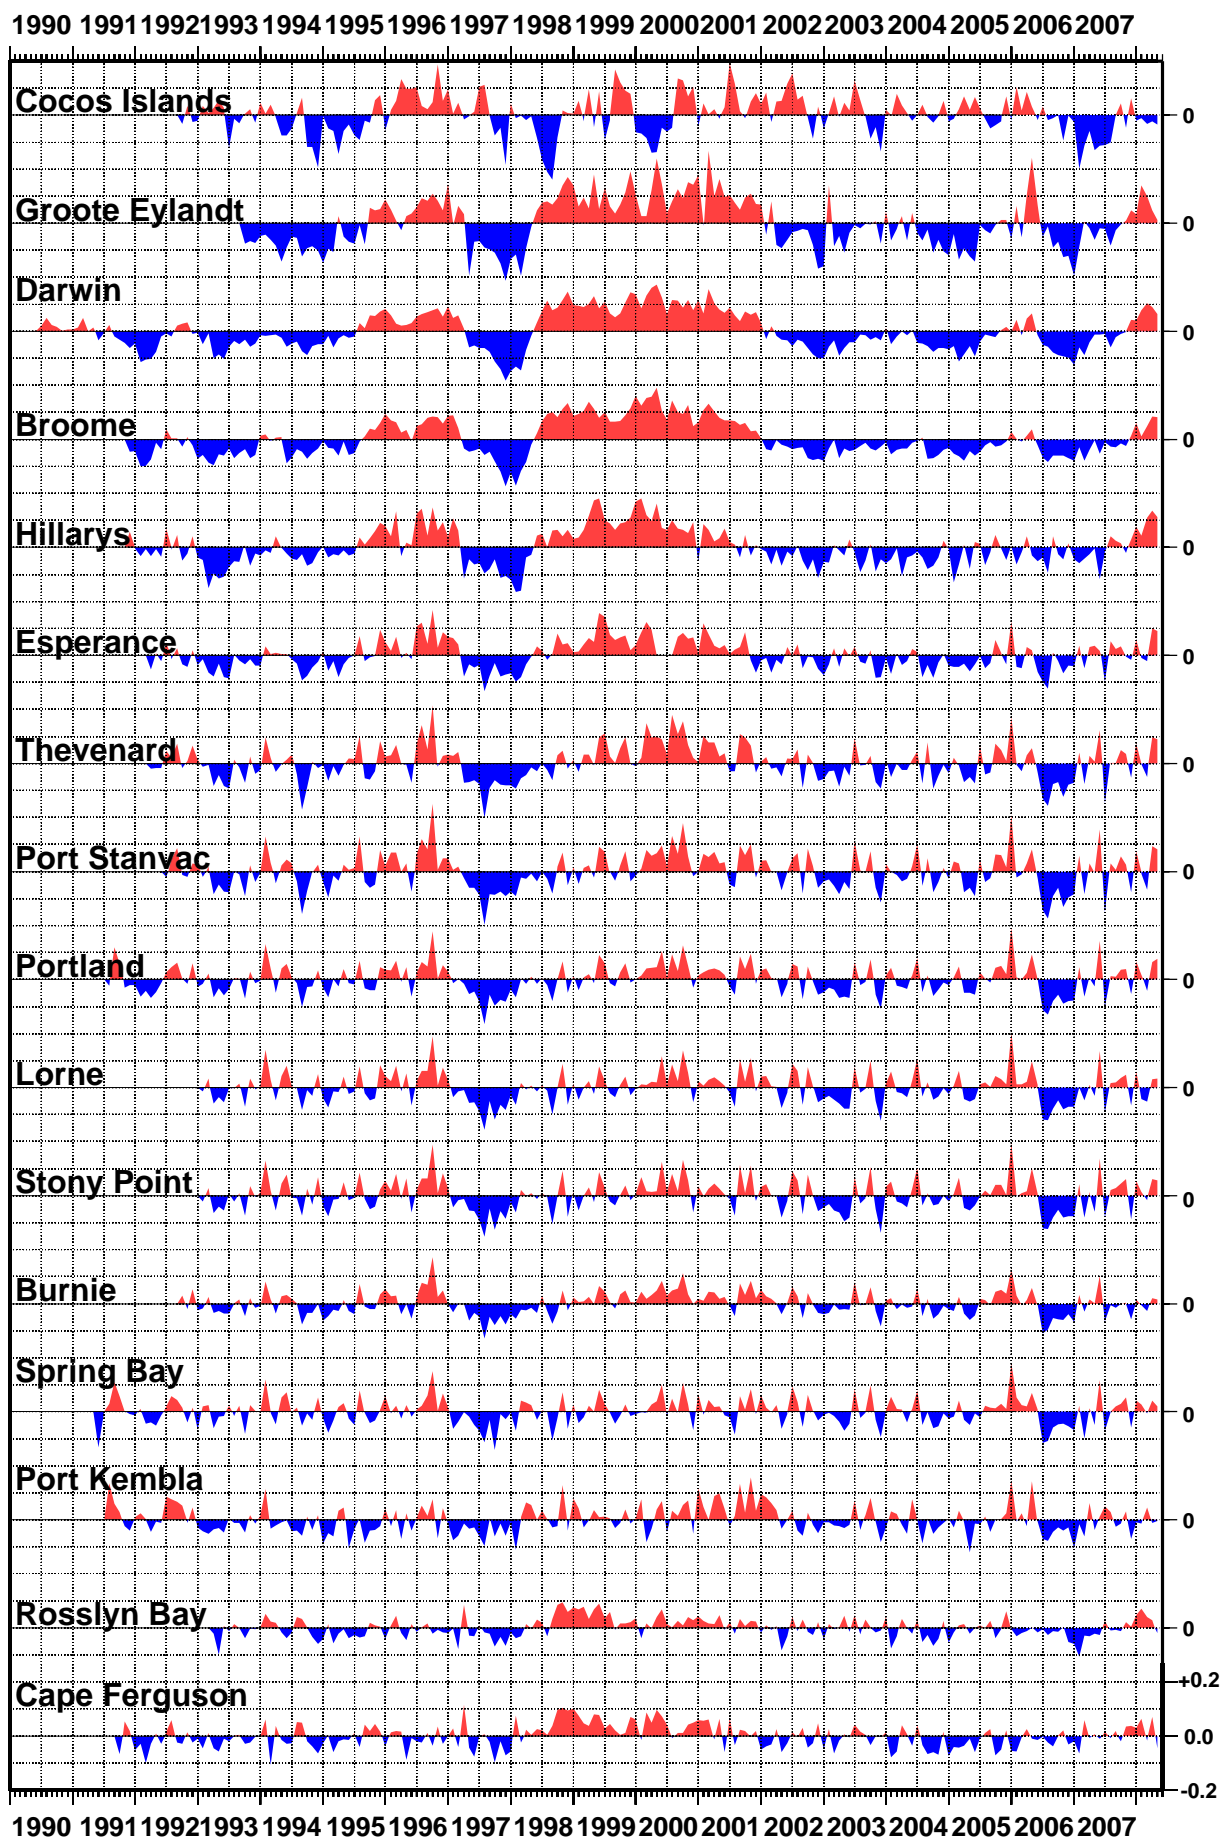 1990 1991 1992 1993 1994 1995 1996 1997 1998 1999 2000 2001 2002 2003 2004 2005 2006 2007
Cocos Islands 0
Groote Eylandt 0
Darwin 0
Broome 0
Hillarys 0
Esperance 0
Thevenard 0
Port Stanvac 0
Portland 0
Lorne 0
Stony Point 0
Burnie 0
Spring Bay 0
Port Kembla 0
Rosslyn Bay 0
+0.2
Cape Ferguson
0.0
-0.2
1990 1991 1992 1993 1994 1995 1996 1997 1998 1999 2000 2001 2002 2003 2004 2005 2006 2007